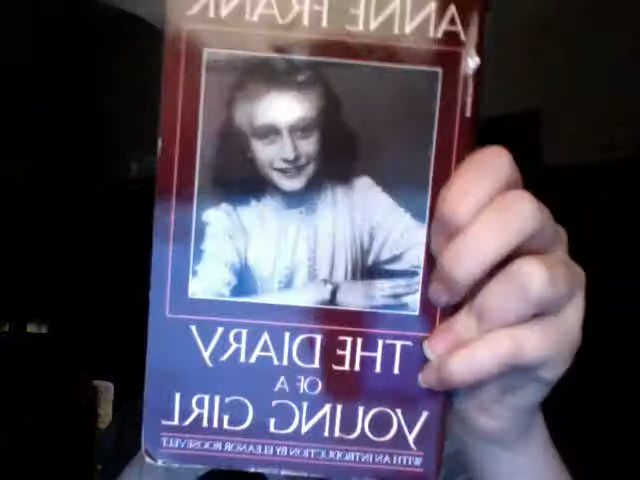 ANNE FRANK
THE DIARY
OF A
YOUNG GIRL
WITH AN INTRODUCTION BY ELEANOR ROOSEVELT